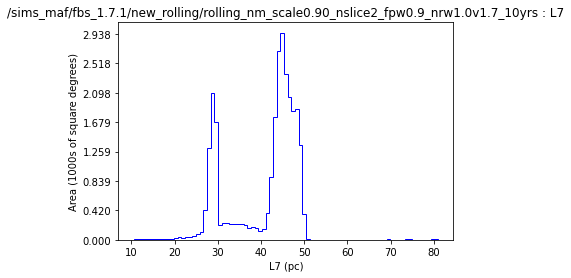 /sims_maf/fbs_1.7.1/new_rolling/rolling_nm_scale0.90_nslice2_fpw0.9_nrw1.0v1.7_10yrs : L7
2.938
2.518
2.098
1.679
1.259
0.839
0.420
0.000
Area (1000s of square degrees)
10 20 30 40 50 60 70 80
L7 (pc)